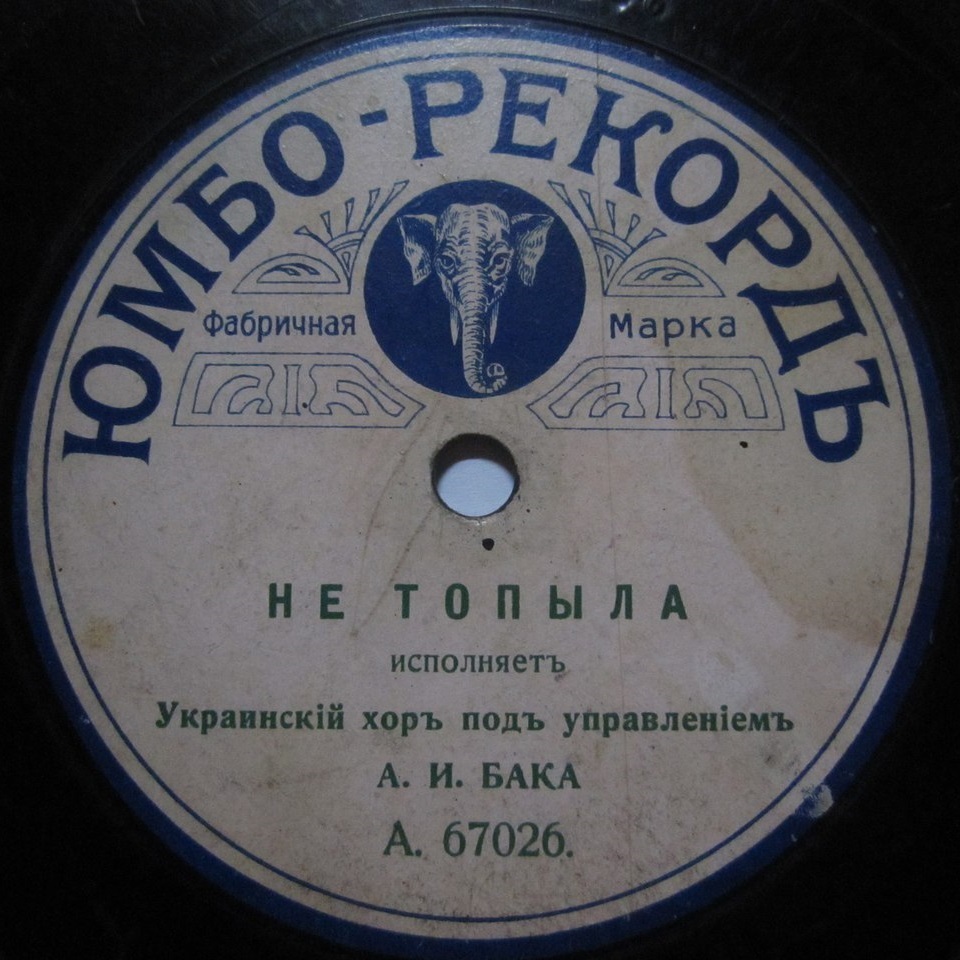 ЮМБО-РЕКОРДЪ
Фабричная Марка
НЕ ТОПЫЛА
исполняетъ
Украинскій хоръ подъ управленіемъ
А. И. БАКА
А. 67026.